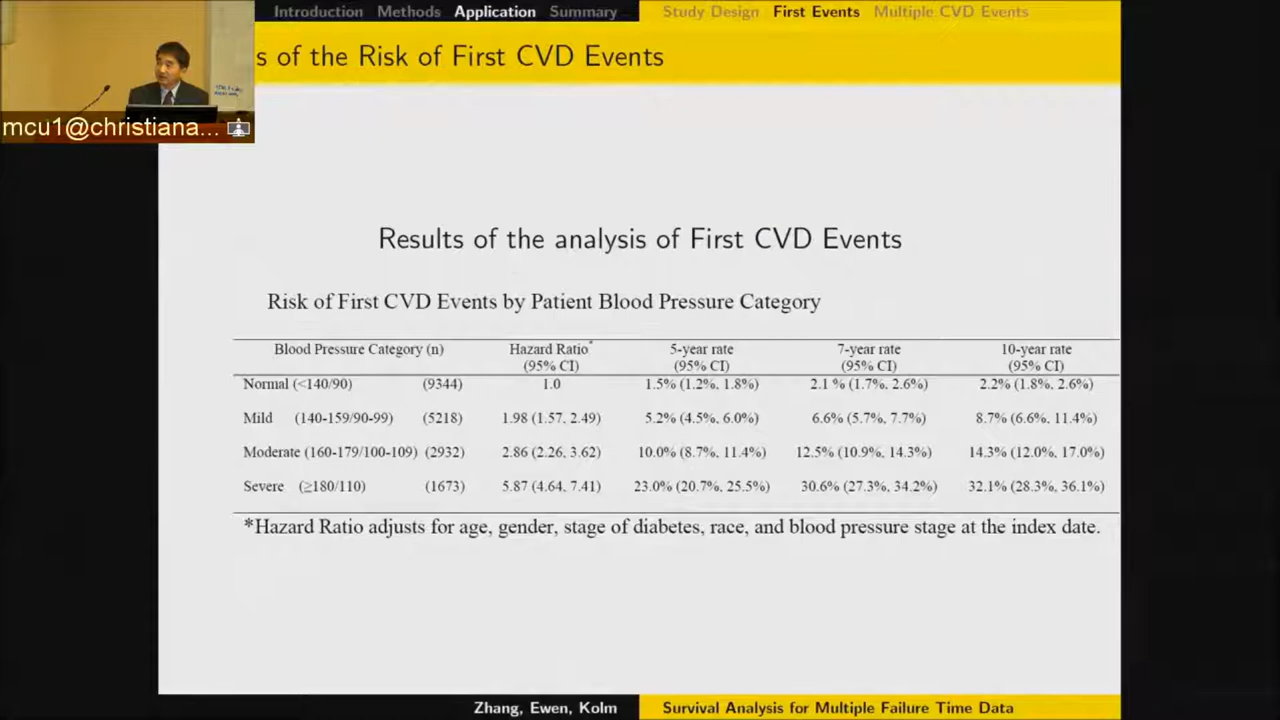 Introduction Methods Application Summary Study Design First Events Multiple CVD Events
s of the Risk of First CVD Events
mcu1@christiana...
Results of the analysis of First CVD Events
Risk of First CVD Events by Patient Blood Pressure Category
Blood Pressure Category (n) Hazard Ratio* 5-year rate 7-year rate 10-year rate
(95% CI) (95% CI) (95% CI) (95% CI)
Normal (<140/90) (9344) 1.0 1.5% (1.2%, 1.8%) 2.1 % (1.7%, 2.6%) 2.2% (1.8%, 2.6%)
Mild (140-159/90-99) (5218) 1.98 (1.57, 2.49) 5.2% (4.5%, 6.0%) 6.6% (5.7%, 7.7%) 8.7% (6.6%, 11.4%)
Moderate (160-179/100-109) (2932) 2.86 (2.26, 3.62) 10.0% (8.7%, 11.4%) 12.5% (10.9%, 14.3%) 14.3% (12.0%, 17.0%)
Severe (≥180/110) (1673) 5.87 (4.64, 7.41) 23.0% (20.7%, 25.5%) 30.6% (27.3%, 34.2%) 32.1% (28.3%, 36.1%)
*Hazard Ratio adjusts for age, gender, stage of diabetes, race, and blood pressure stage at the index date.
Zhang, Ewen, Kolm Survival Analysis for Multiple Failure Time Data